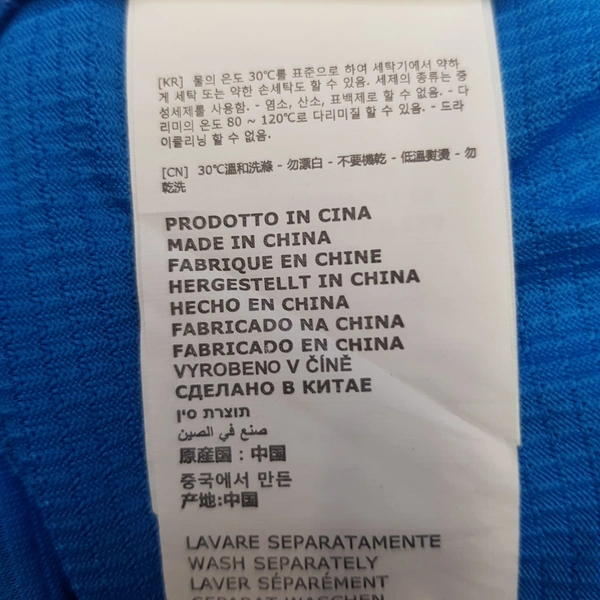 [KR] 물의 온도 30℃를 표준으로 하여 세탁기에서 약하
게 세탁 또는 약한 손세탁도 할 수 있음. 세제의 종류는 중
성세제를 사용함. - 염소, 산소, 표백제로 할 수 없음. - 다
리미의 온도 80 ~ 120℃로 다리미질 할 수 있음. - 드라
이클리닝 할 수 없음.
[CN] 30℃溫和洗滌 - 勿漂白 - 不要機乾 - 低溫熨燙 - 勿
乾洗
PRODOTTO IN CINA
MADE IN CHINA
FABRIQUE EN CHINE
HERGESTELLT IN CHINA
HECHO EN CHINA
FABRICADO NA CHINA
FABRICADO EN CHINA
VYROBENO V ČÍNĚ
СДЕЛАНО В КИТАЕ
תוצרת סין
صنع في الصين
原産国：中国
중국에서 만든
产地:中国
LAVARE SEPARATAMENTE
WASH SEPARATELY
LAVER SÉPARÉMENT
SEPARAT WASCHEN